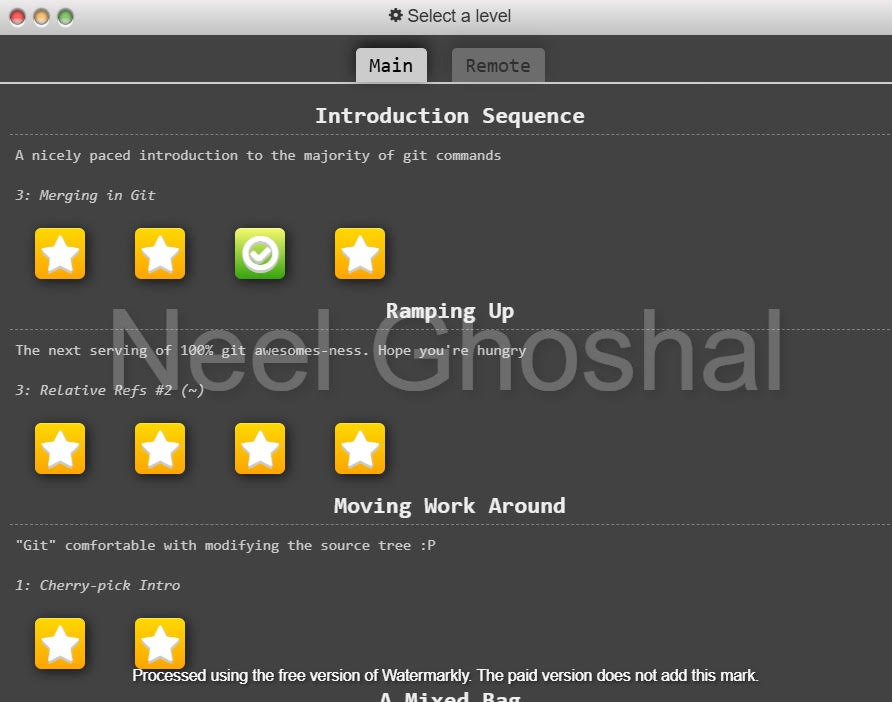 Select a level
Main Remote
Introduction Sequence
A nicely paced introduction to the majority of git commands
3: Merging in Git
Ramping Up
Neel Ghoshal
The next serving of 100% git awesomes-ness. Hope you're hungry
3: Relative Refs #2 (~)
Moving Work Around
"Git" comfortable with modifying the source tree :P
1: Cherry-pick Intro
Processed using the free version of Watermarkly. The paid version does not add this mark.
A Mixed Bag